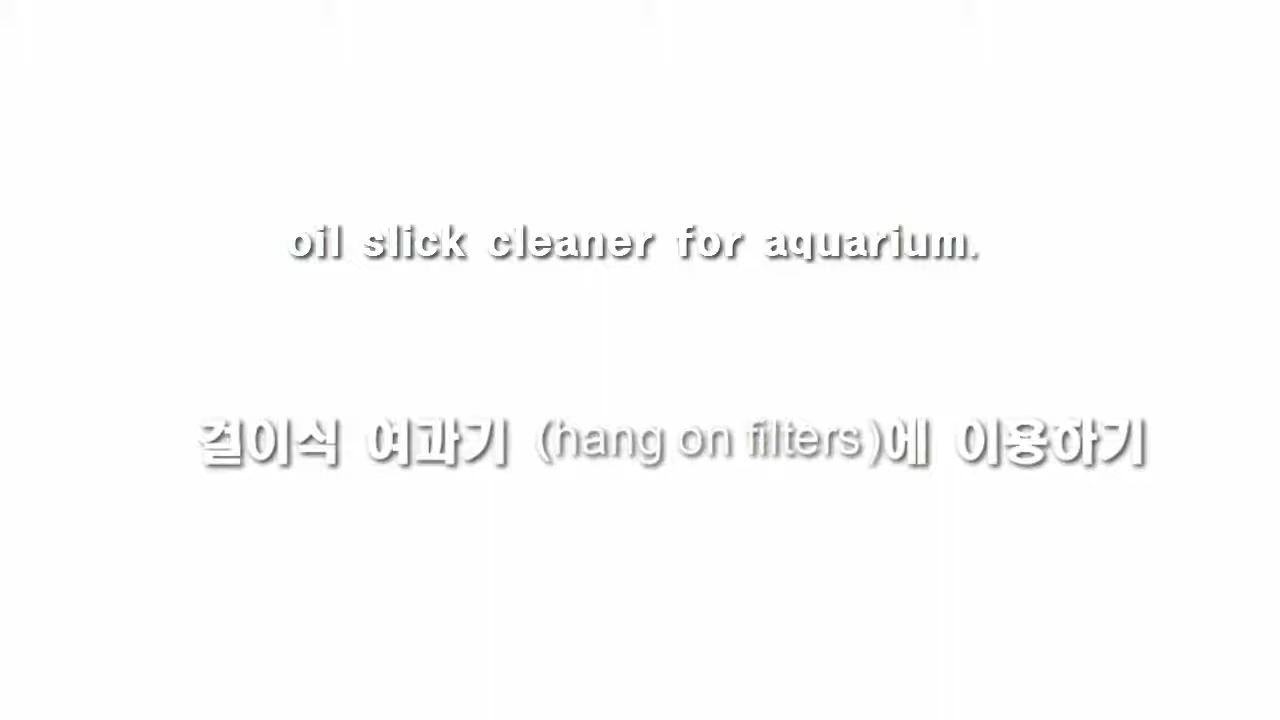 oil slick cleaner for aquarium.
걸이식 여과기 (hang on filters)에 이용하기